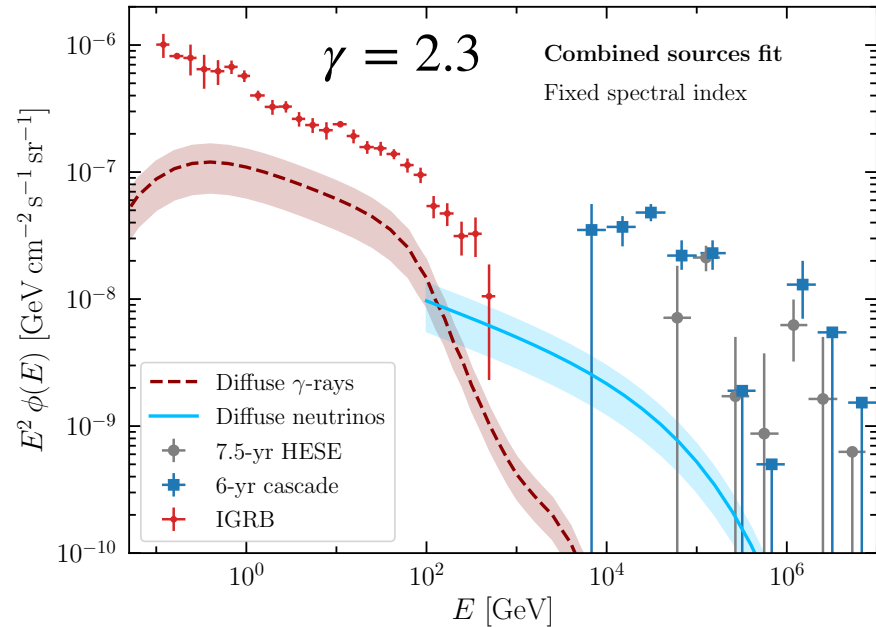 γ = 2.3
Combined sources fit
Fixed spectral index
E² ϕ(E) [GeV cm⁻² s⁻¹ sr⁻¹]
10⁻⁶
10⁻⁷
10⁻⁸
10⁻⁹
10⁻¹⁰
Diffuse γ-rays
Diffuse neutrinos
7.5-yr HESE
6-yr cascade
IGRB
10⁰ 10² 10⁴ 10⁶
E [GeV]